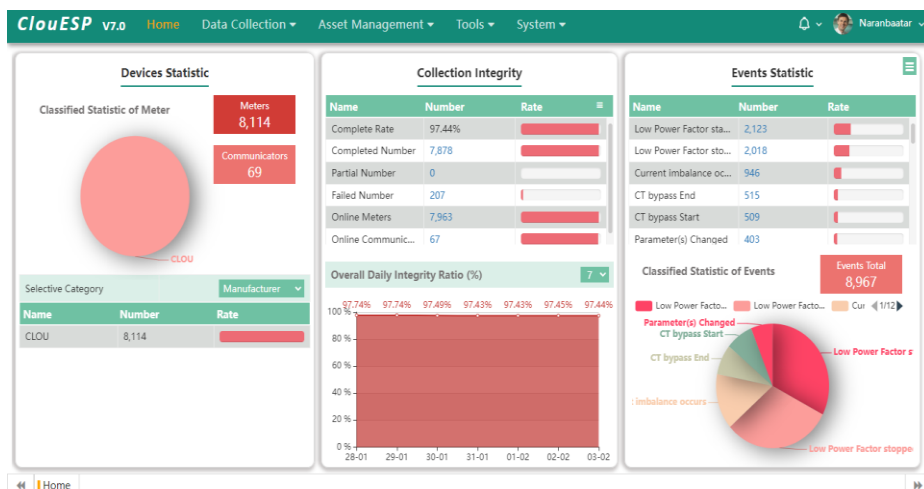 ClouESP V7.0 Home Data Collection Asset Management Tools System Naranbaatar
Devices Statistic
Classified Statistic of Meter
Meters
8,114
Communicators
69
CLOU
Selective Category Manufacturer
Name Number Rate
CLOU 8,114
Collection Integrity
Name Number Rate
Complete Rate 97.44%
Completed Number 7,878
Partial Number 0
Failed Number 207
Online Meters 7,963
Online Communic... 67
Overall Daily Integrity Ratio (%) 7
97.74% 97.74% 97.49% 97.43% 97.43% 97.45% 97.44%
100 %
80 %
60 %
40 %
20 %
0 %
28-01 29-01 30-01 31-01 01-02 02-02 03-02
Events Statistic
Name Number Rate
Low Power Factor sta... 2,123
Low Power Factor sto... 2,018
Current imbalance oc... 946
CT bypass End 515
CT bypass Start 509
Parameter(s) Changed 403
Classified Statistic of Events
Events Total
8,967
Low Power Facto... Low Power Facto... Cur 1/12
Parameter(s) Changed
CT bypass Start
Low Power Factor s
CT bypass End
: imbalance occurs
Low Power Factor stoppe
Home